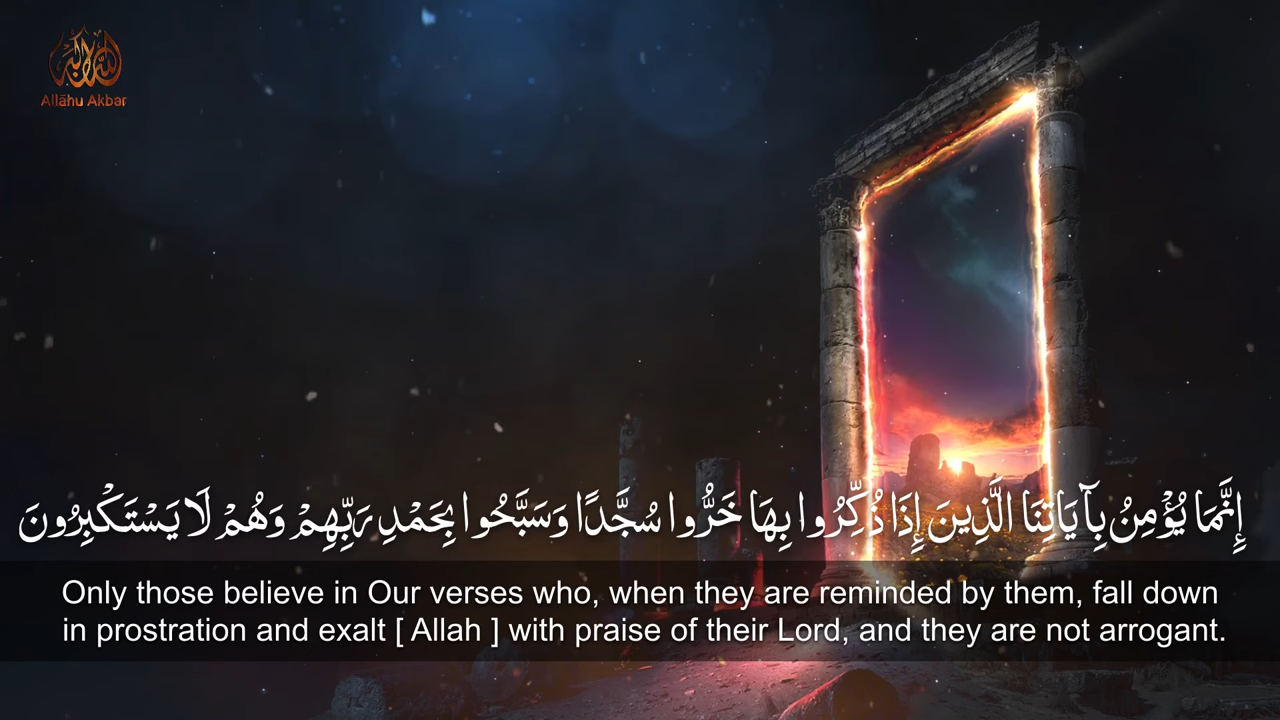 الله أكبر
Allāhu Akbar
إِنَّمَا يُؤْمِنُ بِآيَاتِنَا الَّذِينَ إِذَا ذُكِّرُوا بِهَا خَرُّوا سُجَّدًا وَسَبَّحُوا بِحَمْدِ رَبِّهِمْ وَهُمْ لَا يَسْتَكْبِرُونَ
Only those believe in Our verses who, when they are reminded by them, fall down
in prostration and exalt [ Allah ] with praise of their Lord, and they are not arrogant.